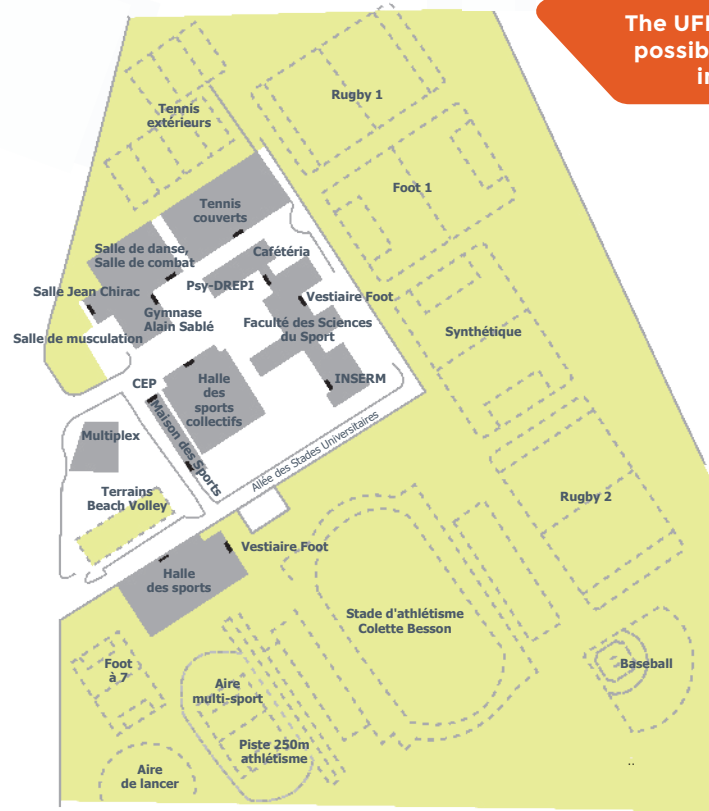 The UFI
possib
in
Rugby 1
Tennis
extérieurs
Foot 1
Tennis
couverts
Salle de danse,
Salle de combat
Cafétéria
Psy-DREPI
Salle Jean Chirac
Vestiaire Foot
Gymnase
Alain Sablé
Faculté des Sciences
du Sport
Synthétique
Salle de musculation
CEP
Halle
des
sports
collectifs
INSERM
Maison des Sports
Multiplex
Allée des Stades Universitaires
Terrains
Beach Volley
Rugby 2
Vestiaire Foot
Halle
des sports
Stade d'athlétisme
Colette Besson
Foot
à 7
Aire
multi-sport
Baseball
Piste 250m
athlétisme
Aire
de lancer
..